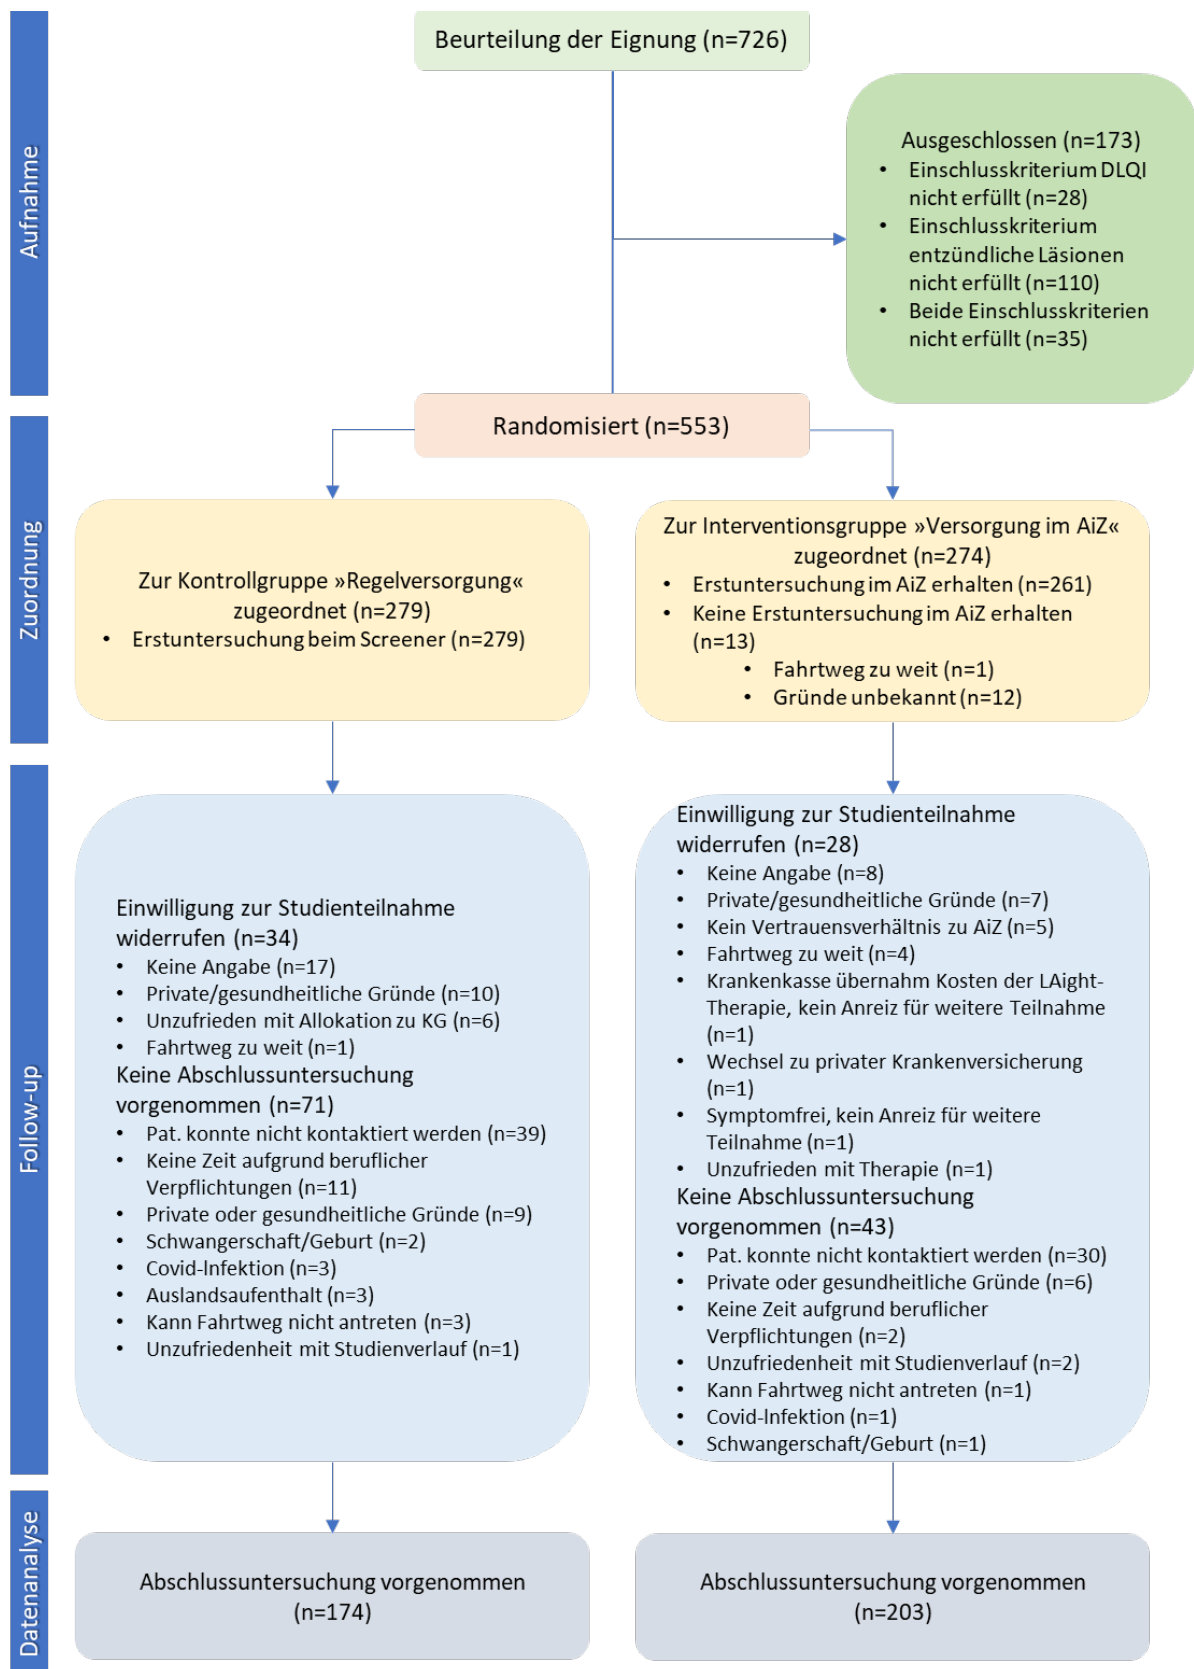 Aufnahme
Beurteilung der Eignung (n=726)
Ausgeschlossen (n=173)
• Einschlusskriterium DLQI
nicht erfüllt (n=28)
• Einschlusskriterium
entzündliche Läsionen
nicht erfüllt (n=110)
• Beide Einschlusskriterien
nicht erfüllt (n=35)
Randomisiert (n=553)
Zuordnung
Zur Kontrollgruppe »Regelversorgung«
zugeordnet (n=279)
• Erstuntersuchung beim Screener (n=279)
Zur Interventionsgruppe »Versorgung im AiZ«
zugeordnet (n=274)
• Erstuntersuchung im AiZ erhalten (n=261)
• Keine Erstuntersuchung im AiZ erhalten
(n=13)
• Fahrtweg zu weit (n=1)
• Gründe unbekannt (n=12)
Follow-up
Einwilligung zur Studienteilnahme
widerrufen (n=34)
• Keine Angabe (n=17)
• Private/gesundheitliche Gründe (n=10)
• Unzufrieden mit Allokation zu KG (n=6)
• Fahrtweg zu weit (n=1)
Keine Abschlussuntersuchung
vorgenommen (n=71)
• Pat. konnte nicht kontaktiert werden (n=39)
• Keine Zeit aufgrund beruflicher
Verpflichtungen (n=11)
• Private oder gesundheitliche Gründe (n=9)
• Schwangerschaft/Geburt (n=2)
• Covid-Infektion (n=3)
• Auslandsaufenthalt (n=3)
• Kann Fahrtweg nicht antreten (n=3)
• Unzufriedenheit mit Studienverlauf (n=1)
Einwilligung zur Studienteilnahme
widerrufen (n=28)
• Keine Angabe (n=8)
• Private/gesundheitliche Gründe (n=7)
• Kein Vertrauensverhältnis zu AiZ (n=5)
• Fahrtweg zu weit (n=4)
• Krankenkasse übernahm Kosten der LAight-
Therapie, kein Anreiz für weitere Teilnahme
(n=1)
• Wechsel zu privater Krankenversicherung
(n=1)
• Symptomfrei, kein Anreiz für weitere
Teilnahme (n=1)
• Unzufrieden mit Therapie (n=1)
Keine Abschlussuntersuchung
vorgenommen (n=43)
• Pat. konnte nicht kontaktiert werden (n=30)
• Private oder gesundheitliche Gründe (n=6)
• Keine Zeit aufgrund beruflicher
Verpflichtungen (n=2)
• Unzufriedenheit mit Studienverlauf (n=2)
• Kann Fahrtweg nicht antreten (n=1)
• Covid-Infektion (n=1)
• Schwangerschaft/Geburt (n=1)
Datenanalyse
Abschlussuntersuchung vorgenommen
(n=174)
Abschlussuntersuchung vorgenommen
(n=203)